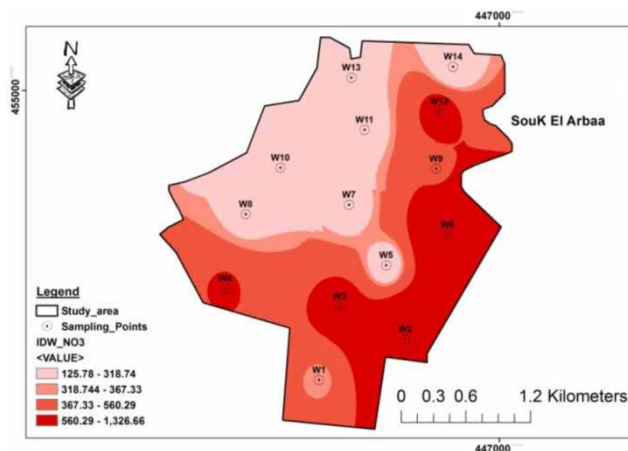 447000
N
455000
W13
W14
W12
SouK El Arbaa
W11
W9
W10
W7
W8
W5
W3
W2
W1
Legend
Study_area
Sampling_Points
IDW_NO3
<VALUE>
125.78 - 318.74
318.744 - 367.33
367.33 - 560.29
560.29 - 1,326.66
0 0.3 0.6 1.2 Kilometers
447000